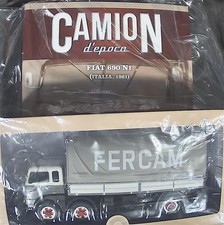 CAMION
d'epoca
FIAT 690 N1
(ITALIA, 1961)
FERCAM